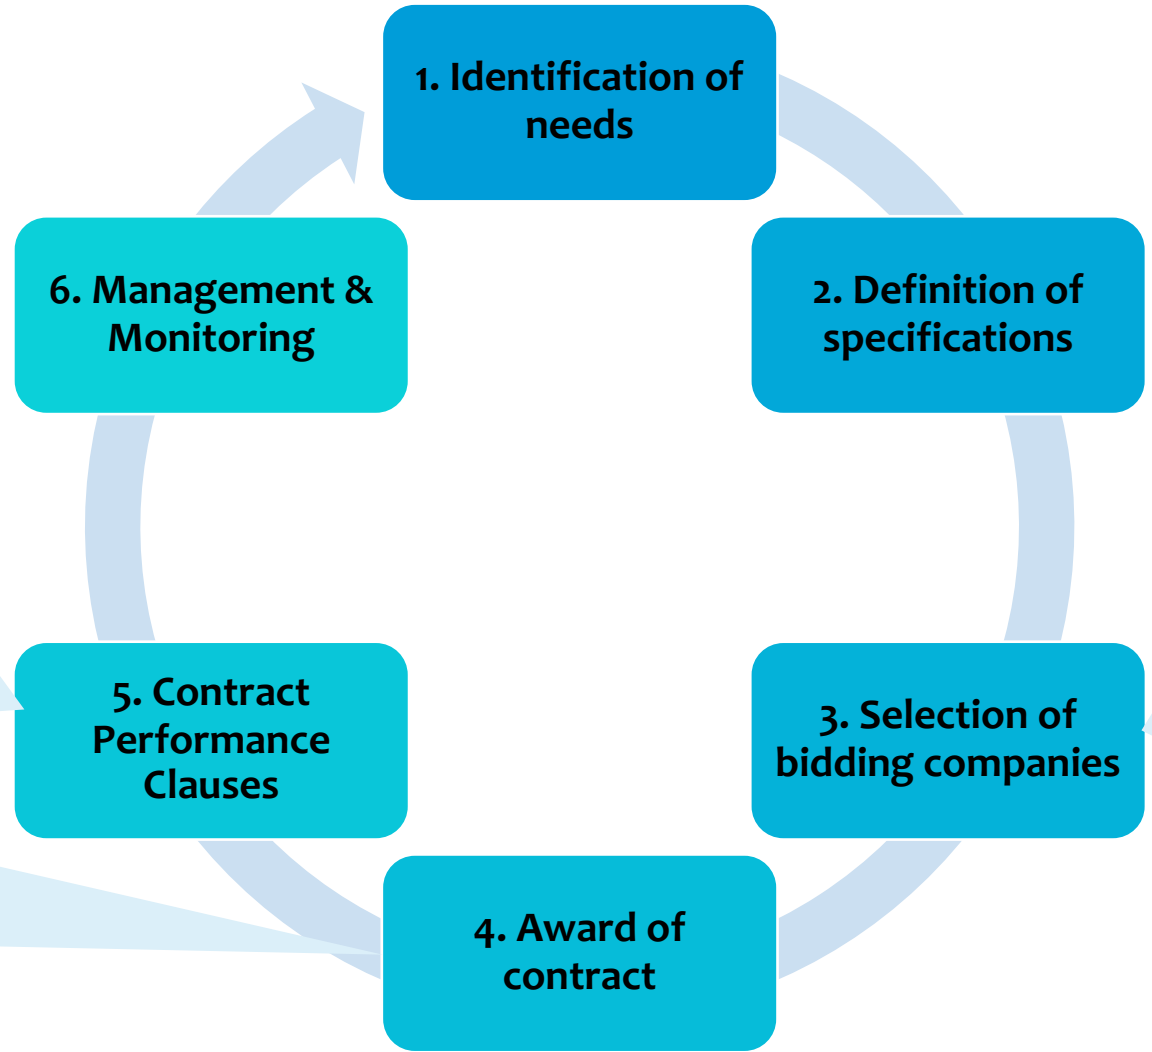 1. Identification of
needs
2. Definition of
specifications
3. Selection of
bidding companies
4. Award of
contract
5. Contract
Performance
Clauses
6. Management &
Monitoring